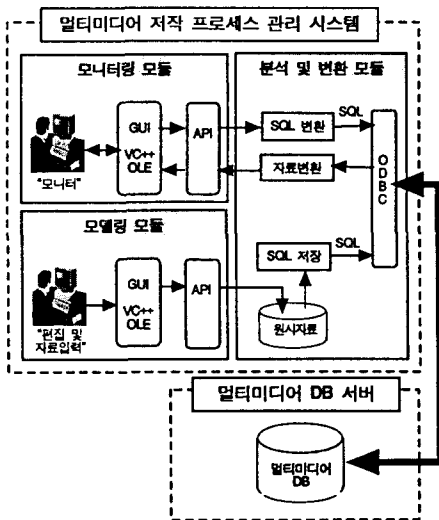 멀티미디어 저작 프로세스 관리 시스템
모니터링 모듈
GUI
VC++
OLE
API
"모니터"
분석 및 변환 모듈
SQL 변환
SQL
자료변환
ODBC
SQL 저장
SQL
원시자료
모델링 모듈
GUI
VC++
OLE
API
"편집 및
자료입력"
멀티미디어 DB 서버
멀티미디어
DB